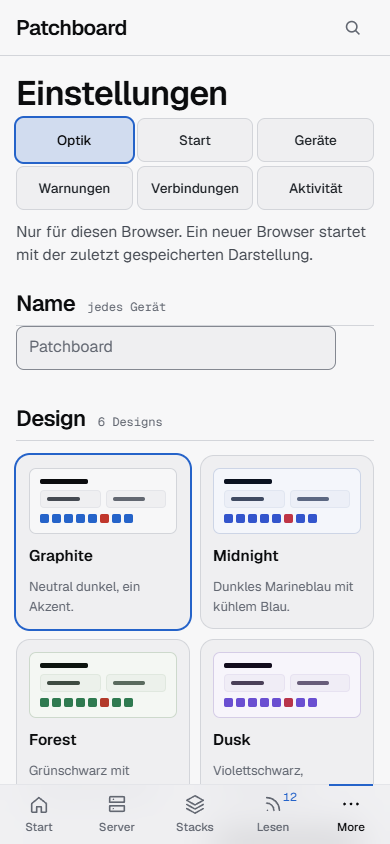 Patchboard
Einstellungen
Optik
Start
Geräte
Warnungen
Verbindungen
Aktivität
Nur für diesen Browser. Ein neuer Browser startet
mit der zuletzt gespeicherten Darstellung.
Name jedes Gerät
Patchboard
Design 6 Designs
Graphite
Neutral dunkel, ein
Akzent.
Midnight
Dunkles Marineblau mit
kühlem Blau.
Forest
Grünschwarz mit
Dusk
Violettschwarz,
12
Start
Server
Stacks
Lesen
More